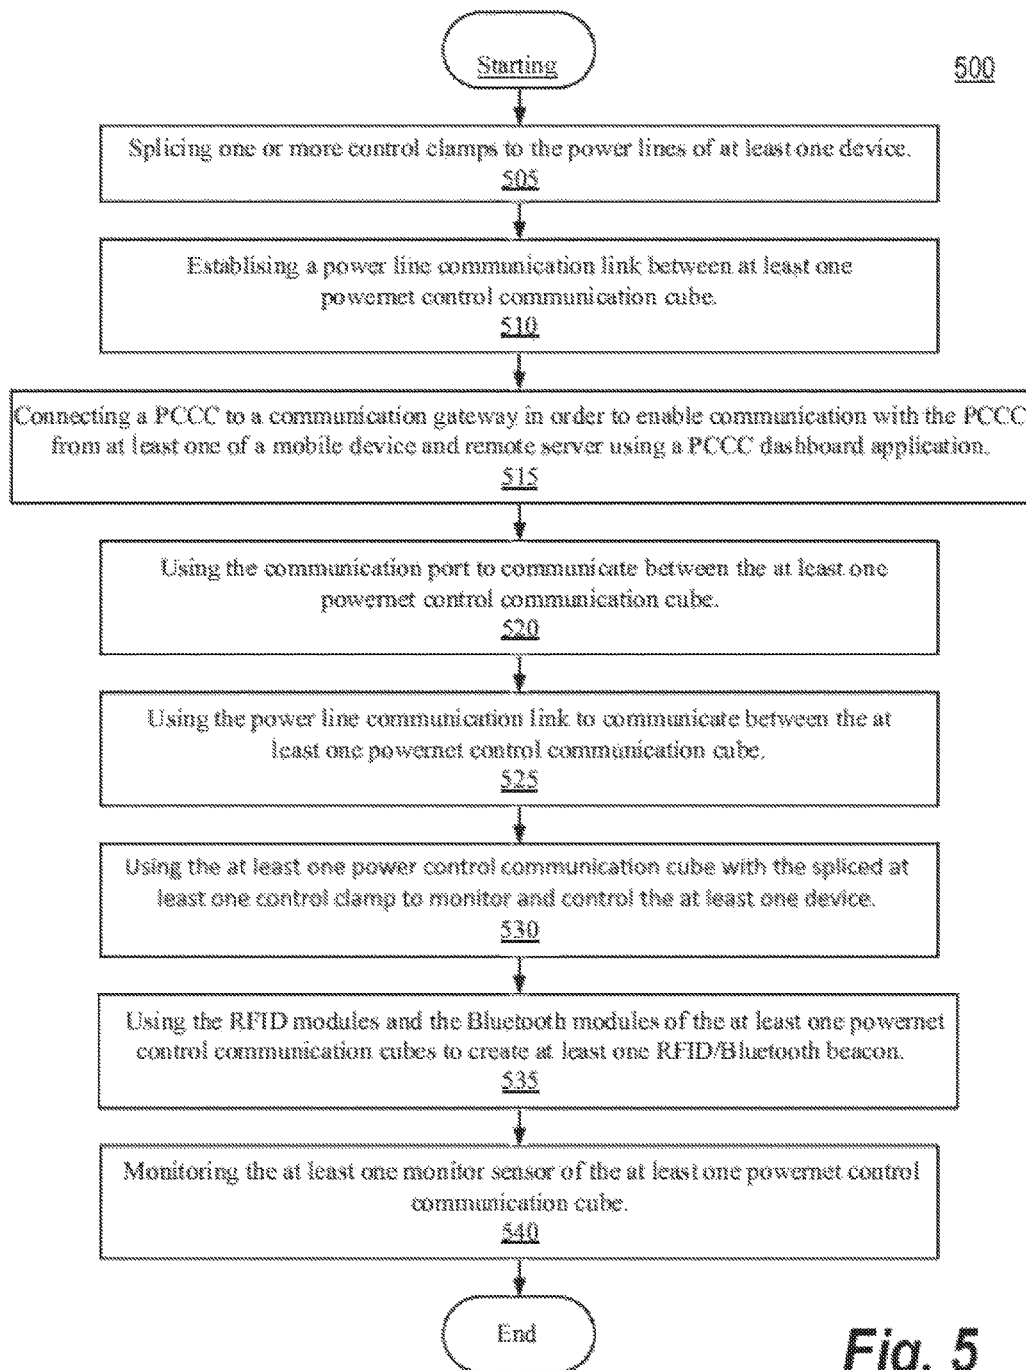 Starting
500
Splicing one or more control clamps to the power lines of at least one device.
505
Establising a power line communication link between at least one
powernet control communication cube.
510
Connecting a PCCC to a communication gateway in order to enable communication with the PCCC
from at least one of a mobile device and remote server using a PCCC dashboard application.
515
Using the communication port to communicate between the at least one
powernet control communication cube.
520
Using the power line communication link to communicate between the at
least one powernet control communication cube.
525
Using the at least one power control communication cube with the spliced at
least one control clamp to monitor and control the at least one device.
530
Using the RFID modules and the Bluetooth modules of the at least one powernet
control communication cubes to create at least one RFID/Bluetooth beacon.
535
Monitoring the at least one monitor sensor of the at least one powernet control
communication cube.
540
End
Fig. 5